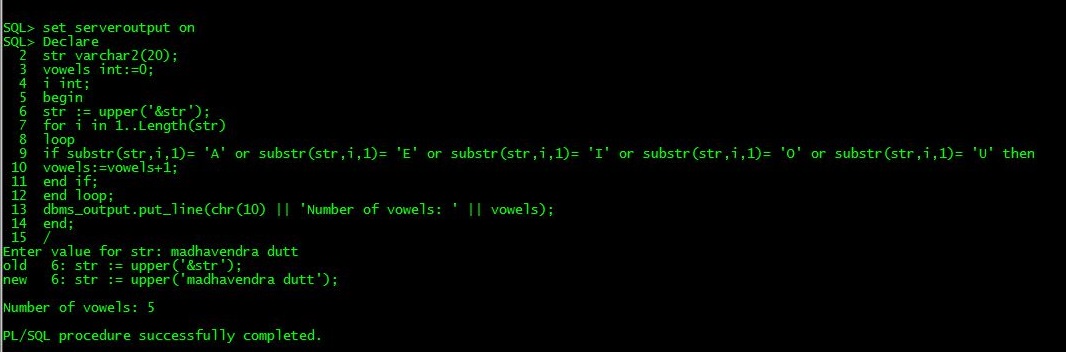 SQL> set serveroutput on
SQL> Declare
  2  str varchar2(20);
  3  vowels int:=0;
  4  i int;
  5  begin
  6  str := upper('&str');
  7  for i in 1..Length(str)
  8  loop
  9  if substr(str,i,1)= 'A' or substr(str,i,1)= 'E' or substr(str,i,1)= 'I' or substr(str,i,1)= 'O' or substr(str,i,1)= 'U' then
 10  vowels:=vowels+1;
 11  end if;
 12  end loop;
 13  dbms_output.put_line(chr(10) || 'Number of vowels: ' || vowels);
 14  end;
 15  /
Enter value for str: madhavendra dutt
old   6: str := upper('&str');
new   6: str := upper('madhavendra dutt');
Number of vowels: 5
PL/SQL procedure successfully completed.